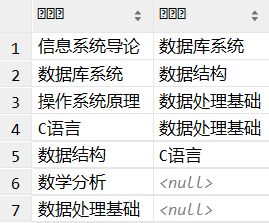 1 信息系统导论 数据库系统
2 数据库系统 数据结构
3 操作系统原理 数据处理基础
4 C语言 数据处理基础
5 数据结构 C语言
6 数学分析 <null>
7 数据处理基础 <null>